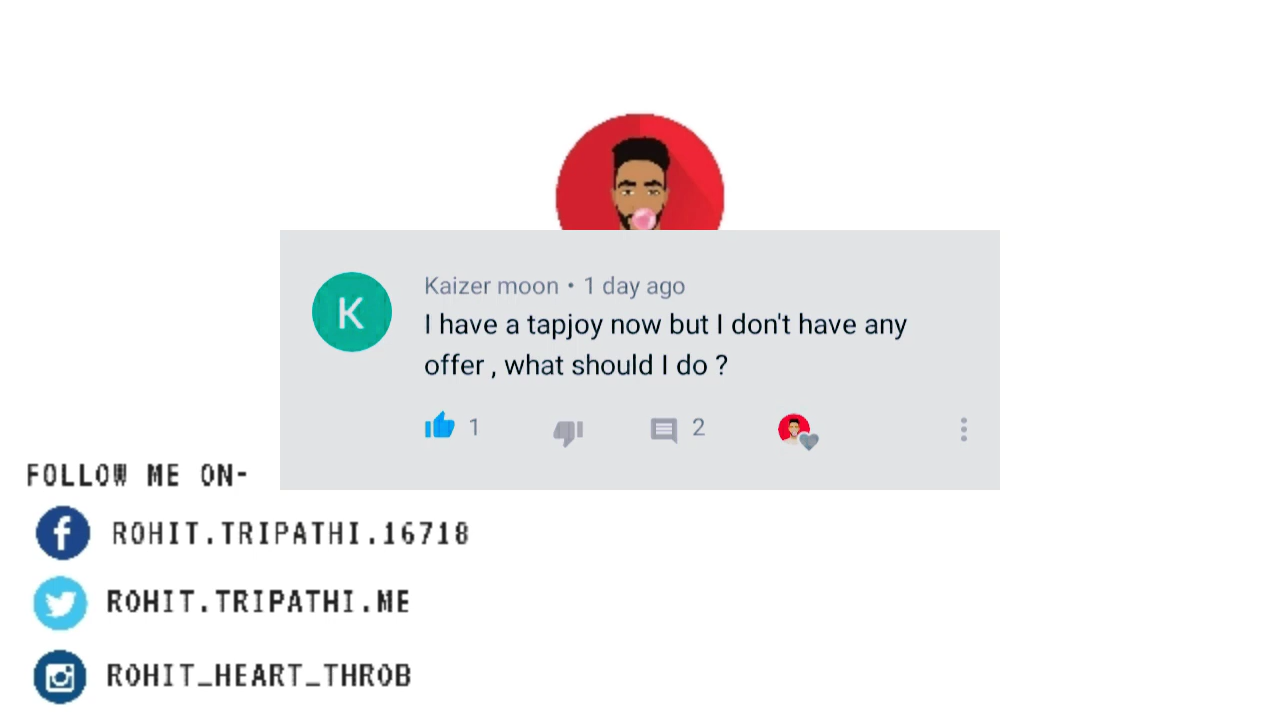 K
Kaizer moon • 1 day ago
I have a tapjoy now but I don't have any
offer , what should I do ?
1
2
FOLLOW ME ON-
f
ROHIT.TRIPATHI.16718
ROHIT.TRIPATHI.ME
ROHIT_HEART_THROB